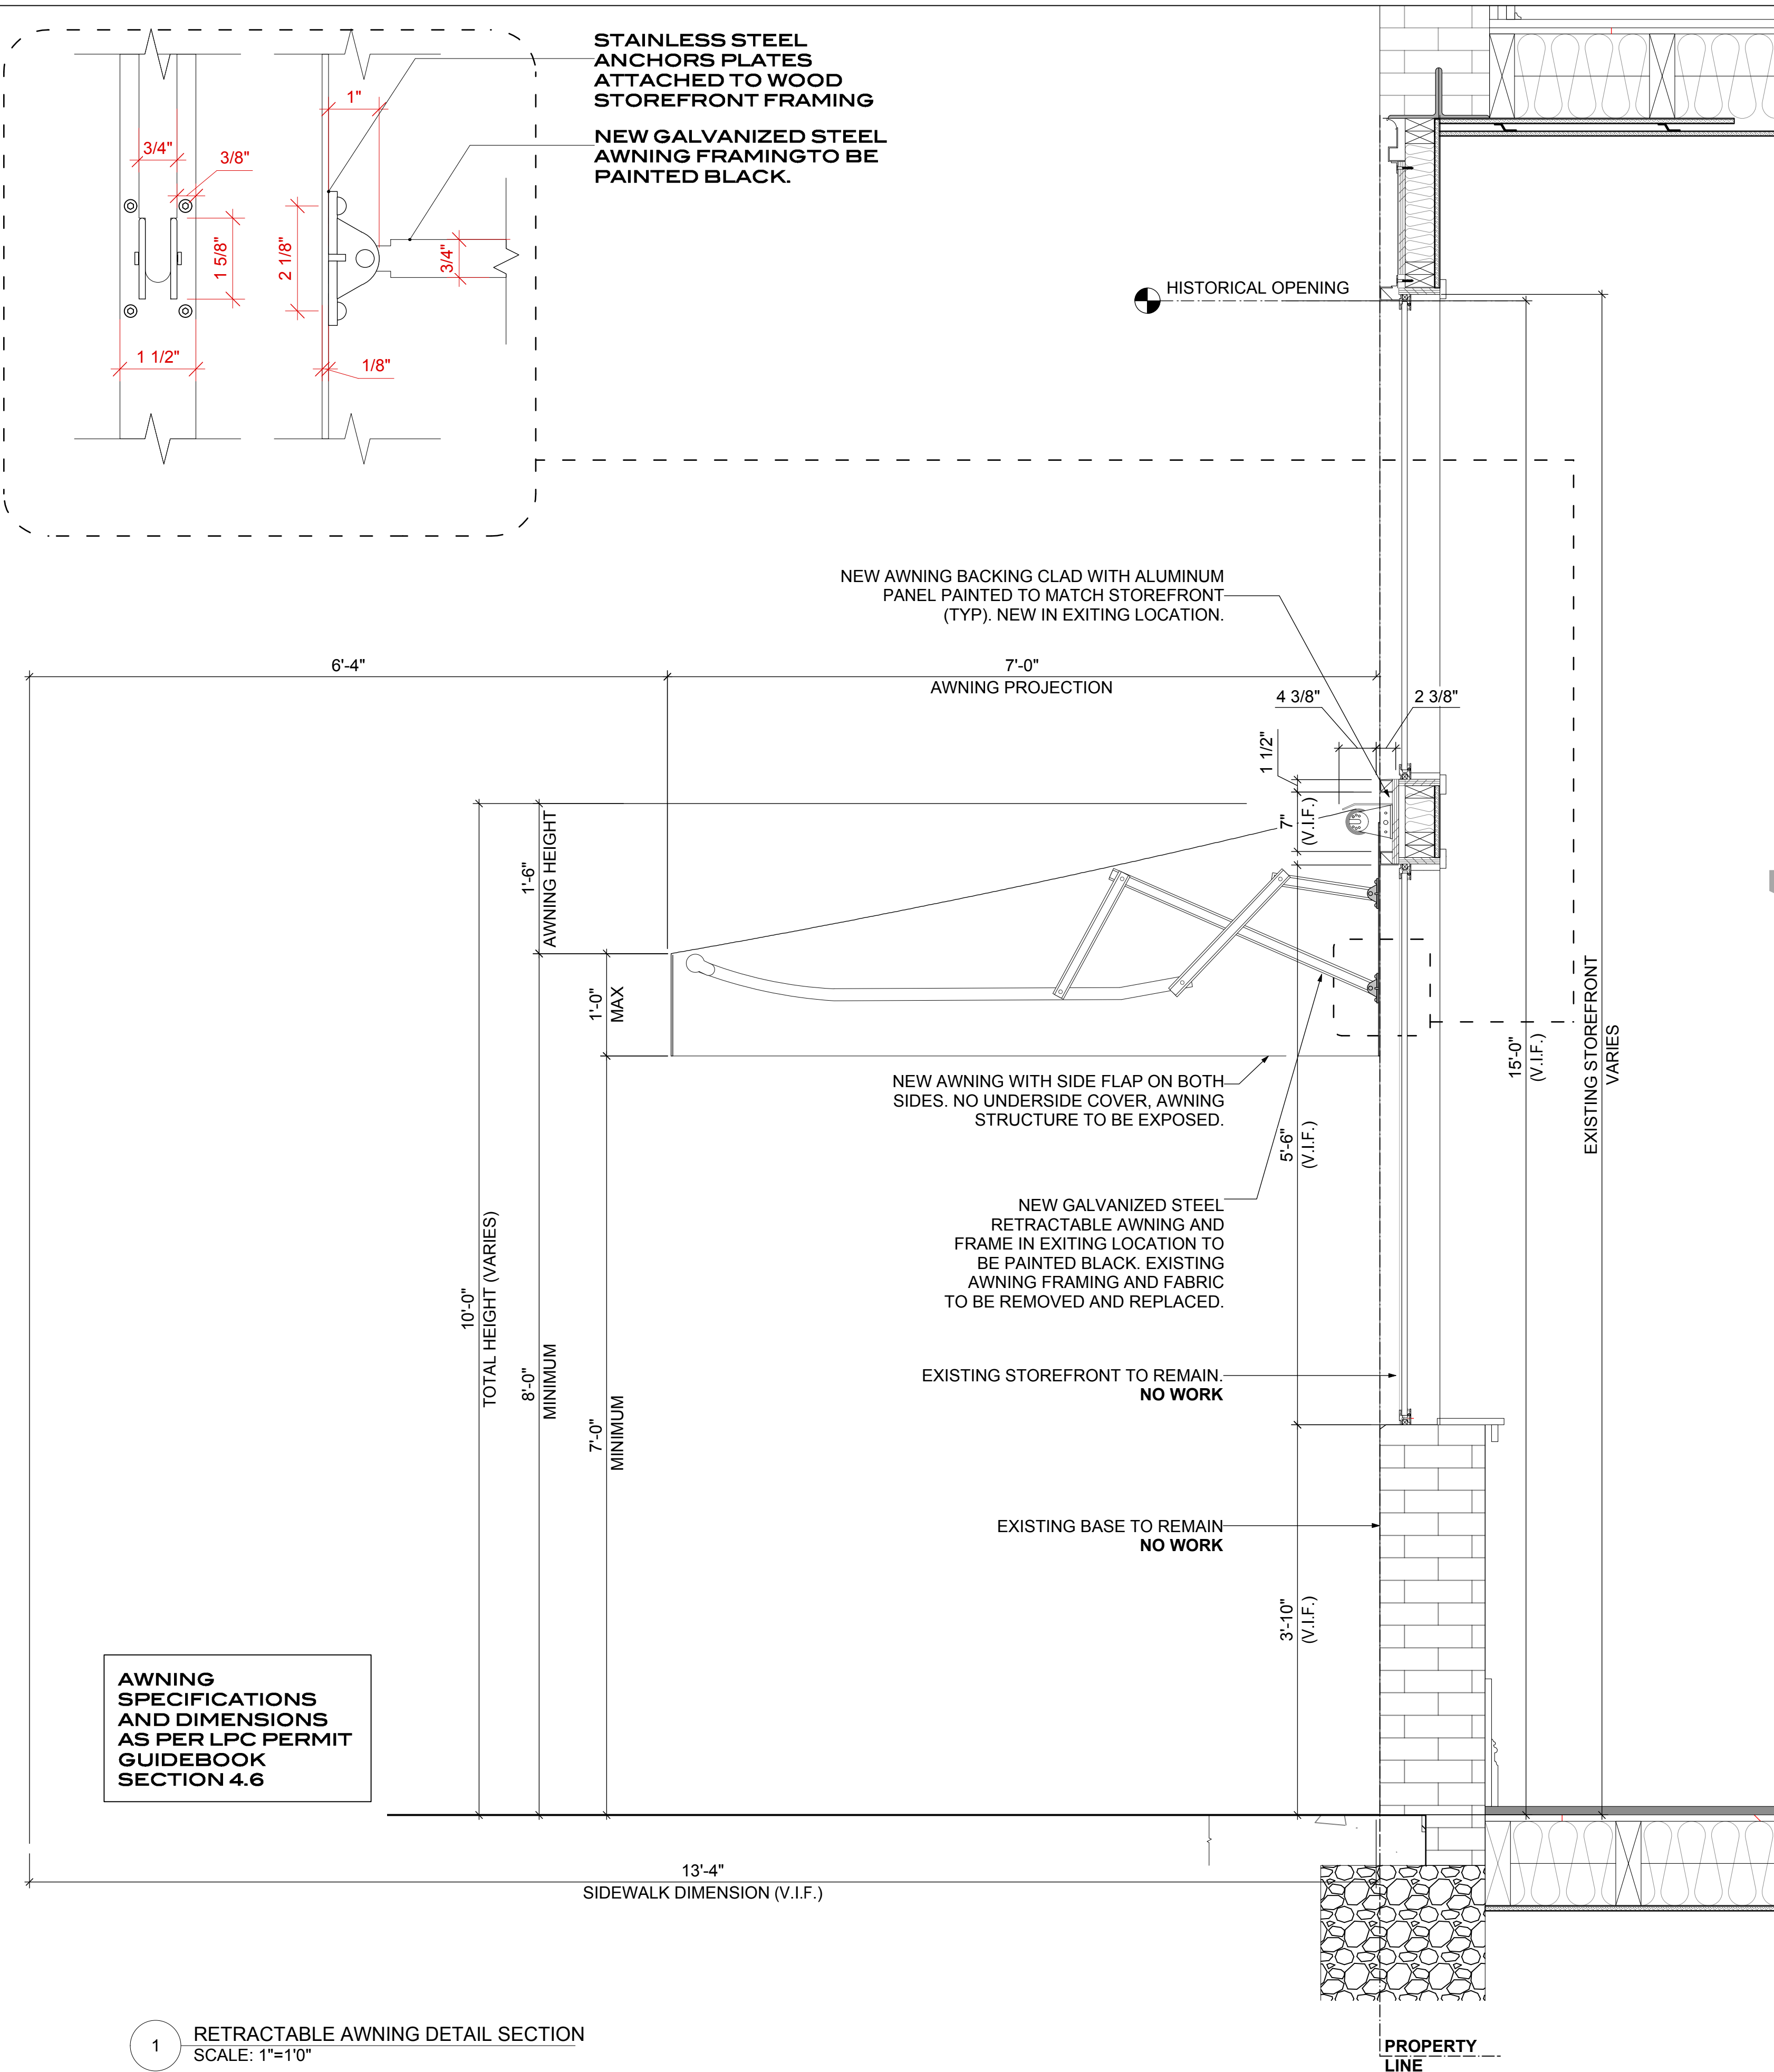 STAINLESS STEEL
ANCHORS PLATES
ATTACHED TO WOOD
STOREFRONT FRAMING
NEW GALVANIZED STEEL
AWNING FRAMINGTO BE
PAINTED BLACK.
1"
3/4"
3/8"
1 5/8"
2 1/8"
3/4"
1 1/2"
1/8"
HISTORICAL OPENING
NEW AWNING BACKING CLAD WITH ALUMINUM
PANEL PAINTED TO MATCH STOREFRONT
(TYP). NEW IN EXITING LOCATION.
6'-4"
7'-0"
AWNING PROJECTION
4 3/8"
2 3/8"
1 1/2"
7"
(V.I.F.)
1'-6"
AWNING HEIGHT
1'-0"
MAX
NEW AWNING WITH SIDE FLAP ON BOTH
SIDES. NO UNDERSIDE COVER, AWNING
STRUCTURE TO BE EXPOSED.
15'-0"
(V.I.F.)
EXISTING STOREFRONT
VARIES
5'-6"
(V.I.F.)
NEW GALVANIZED STEEL
RETRACTABLE AWNING AND
FRAME IN EXITING LOCATION TO
BE PAINTED BLACK. EXISTING
AWNING FRAMING AND FABRIC
TO BE REMOVED AND REPLACED.
10'-0"
TOTAL HEIGHT (VARIES)
8'-0"
MINIMUM
7'-0"
MINIMUM
EXISTING STOREFRONT TO REMAIN.
NO WORK
EXISTING BASE TO REMAIN
NO WORK
3'-10"
(V.I.F.)
AWNING
SPECIFICATIONS
AND DIMENSIONS
AS PER LPC PERMIT
GUIDEBOOK
SECTION 4.6
13'-4"
SIDEWALK DIMENSION (V.I.F.)
1
RETRACTABLE AWNING DETAIL SECTION
SCALE: 1"=1'0"
PROPERTY
LINE